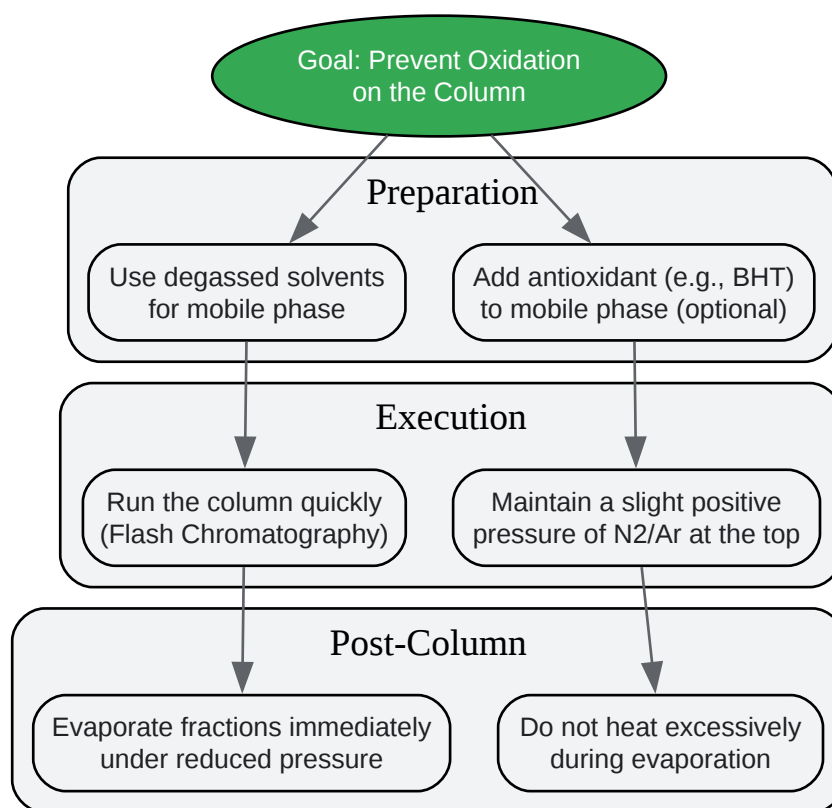 Goal: Prevent Oxidation
on the Column
Preparation
Use degassed solvents
for mobile phase
Add antioxidant (e.g., BHT)
to mobile phase (optional)
Execution
Run the column quickly
(Flash Chromatography)
Maintain a slight positive
pressure of N2/Ar at the top
Post-Column
Evaporate fractions immediately
under reduced pressure
Do not heat excessively
during evaporation